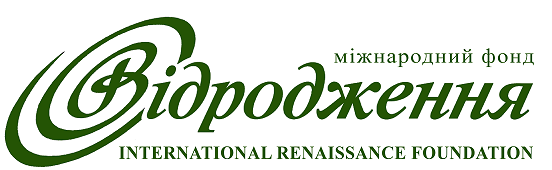 міжнародний фонд
Відродження
INTERNATIONAL RENAISSANCE FOUNDATION